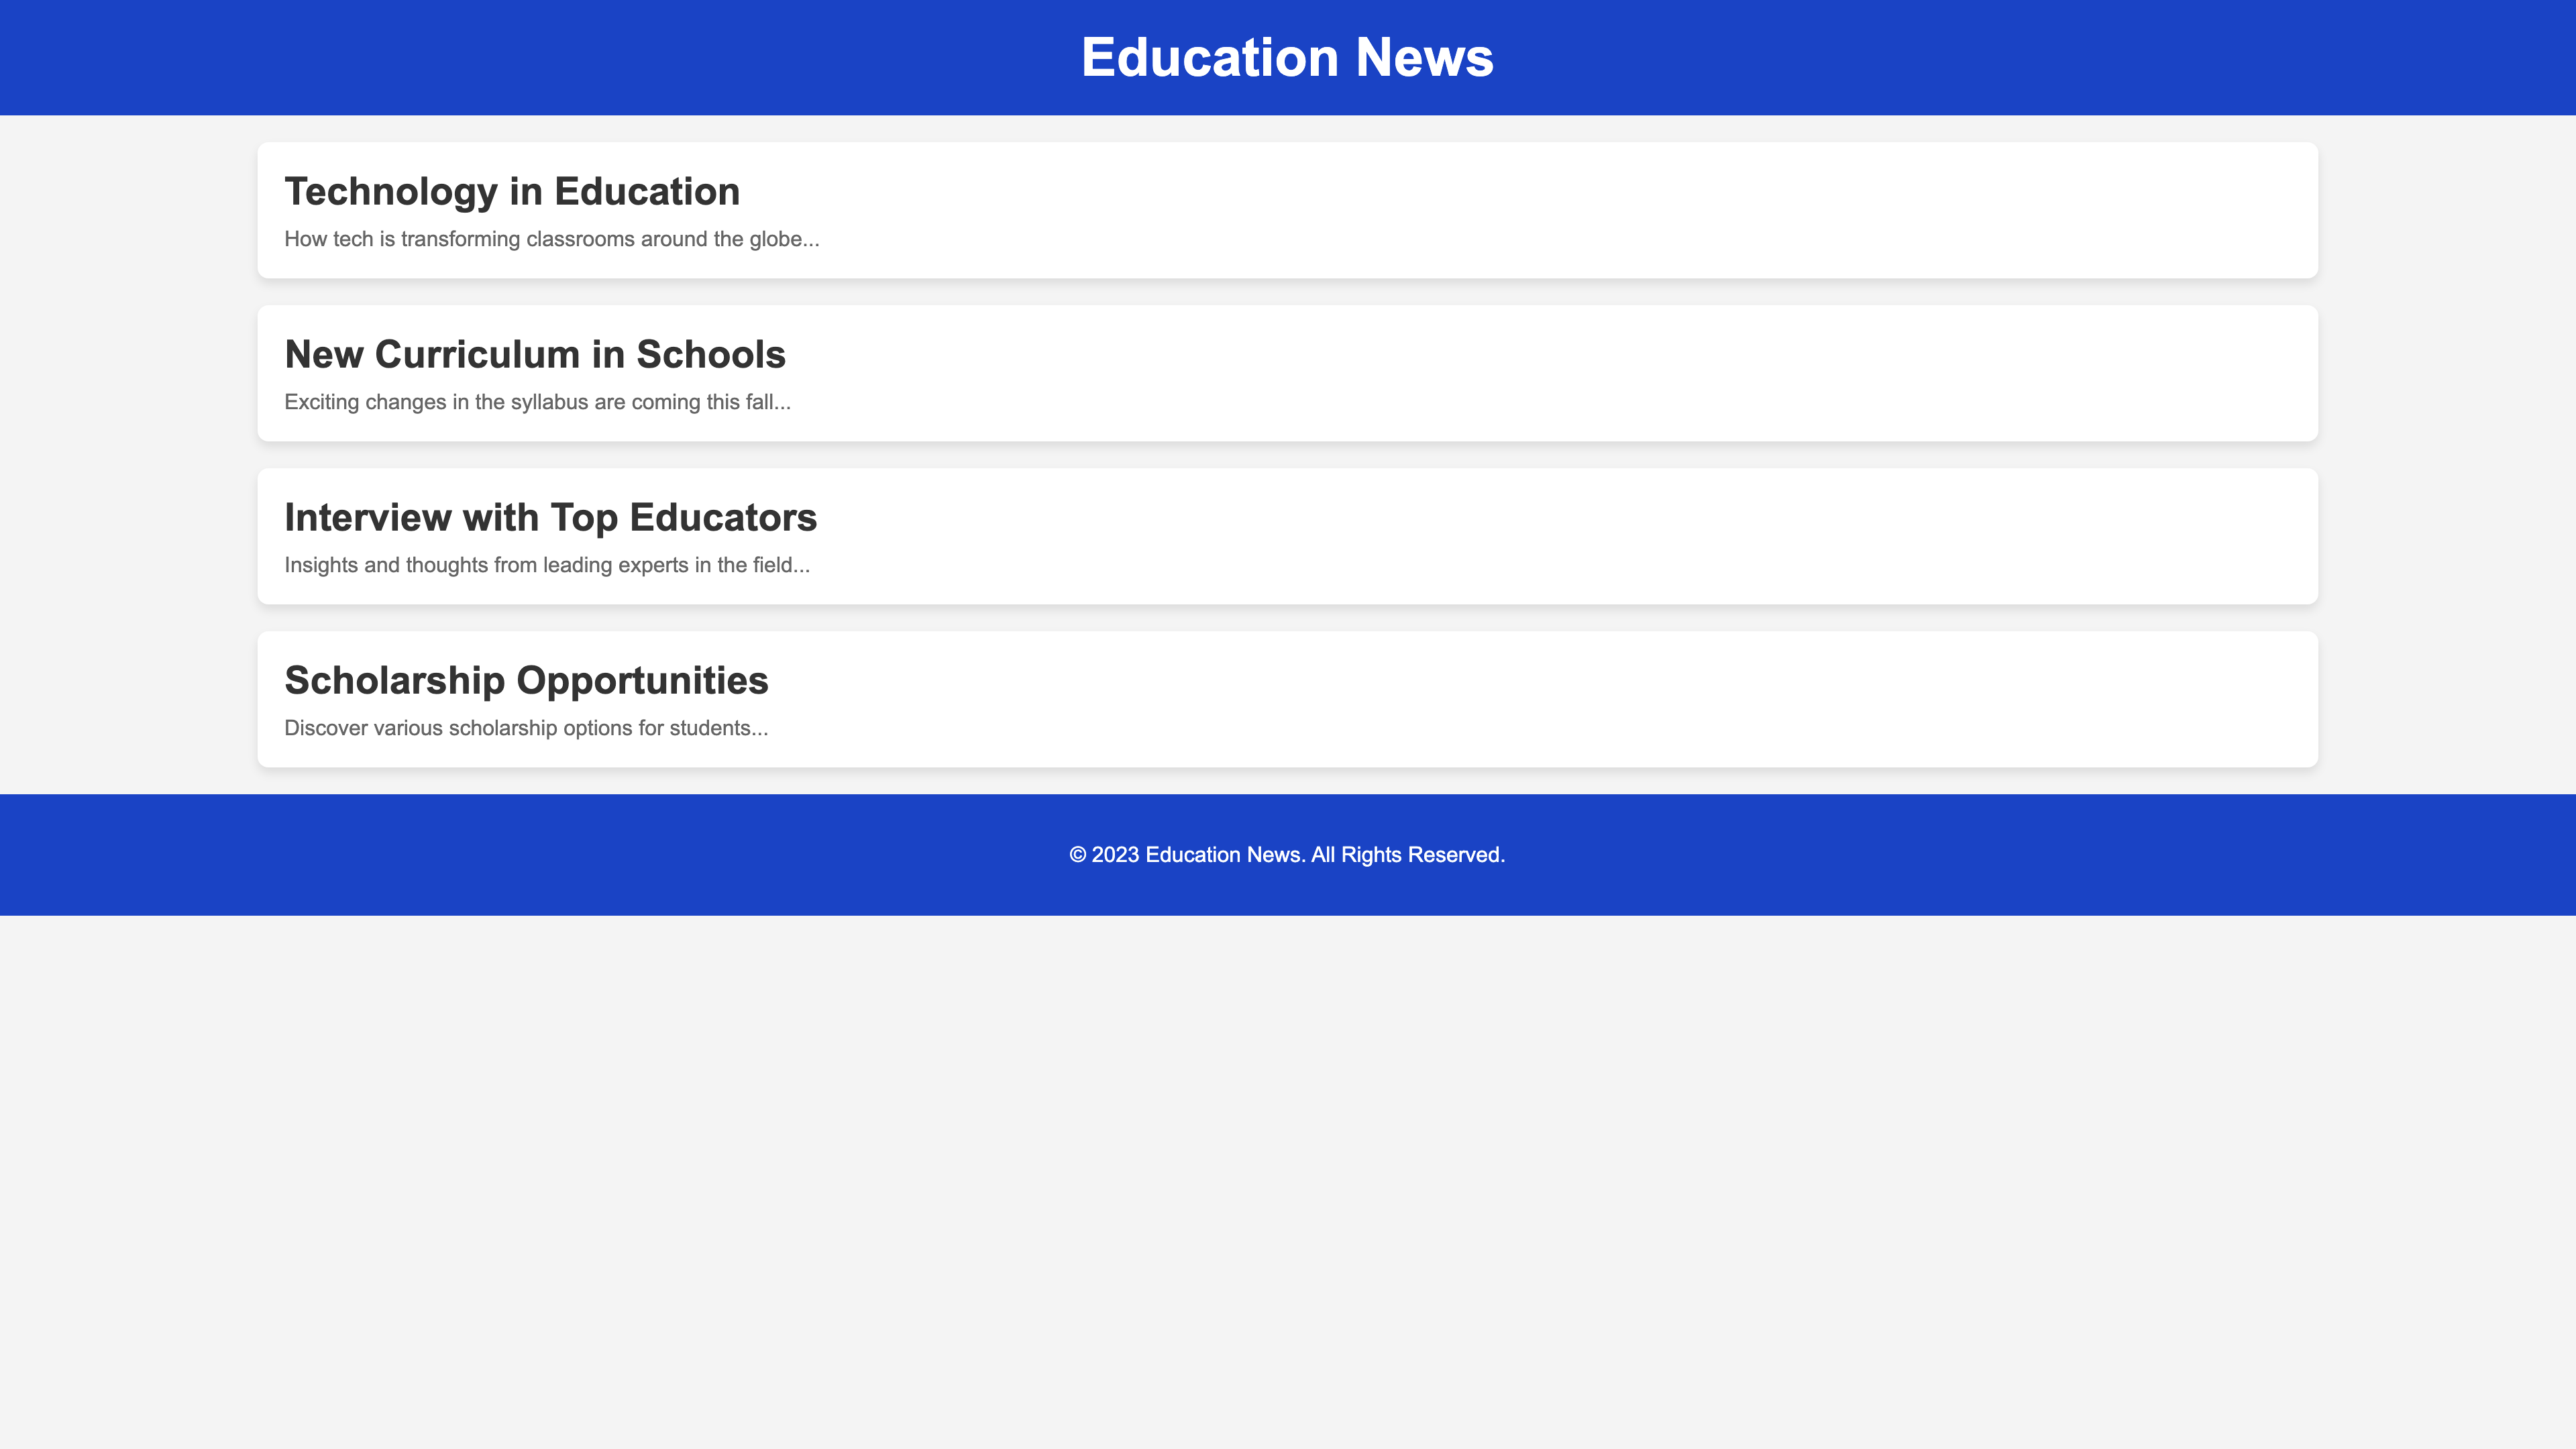 Education News
Technology in Education
How tech is transforming classrooms around the globe...
New Curriculum in Schools
Exciting changes in the syllabus are coming this fall...
Interview with Top Educators
Insights and thoughts from leading experts in the field...
Scholarship Opportunities
Discover various scholarship options for students...
© 2023 Education News. All Rights Reserved.